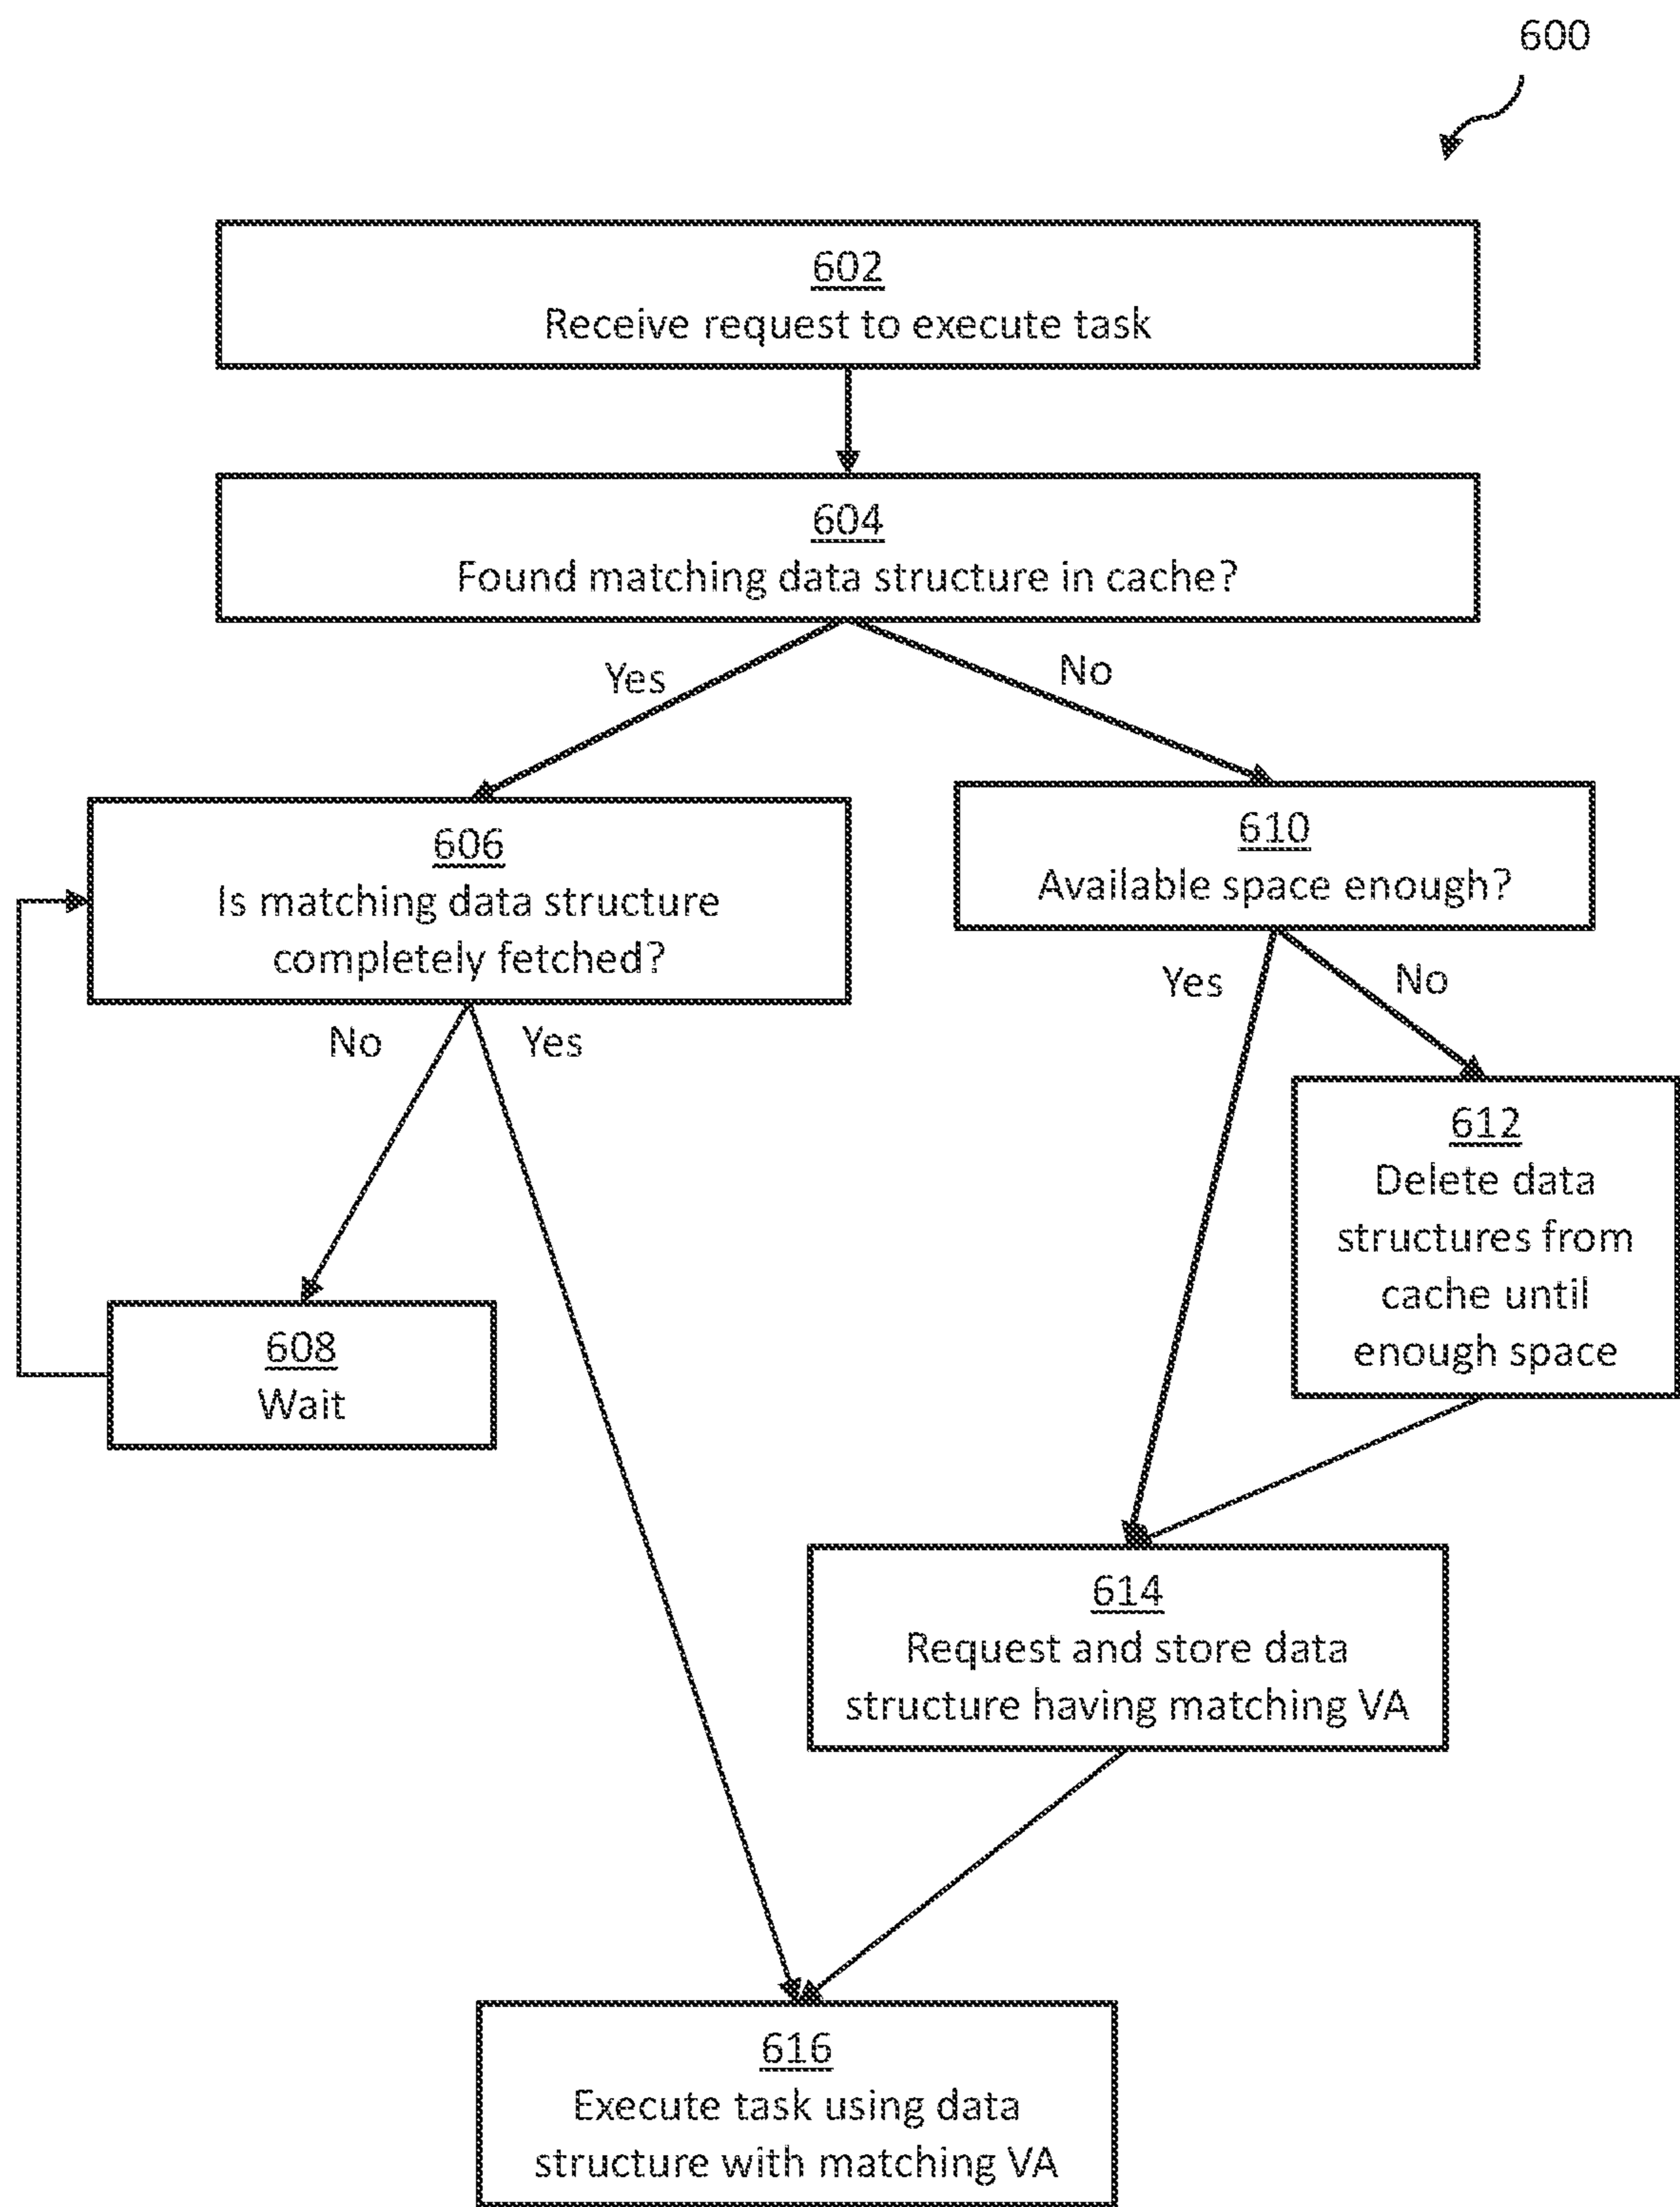 600
602
Receive request to execute task
604
Found matching data structure in cache?
Yes
No
606
Is matching data structure
completely fetched?
610
Available space enough?
No
Yes
Yes
No
608
Wait
612
Delete data
structures from
cache until
enough space
614
Request and store data
structure having matching VA
616
Execute task using data
structure with matching VA